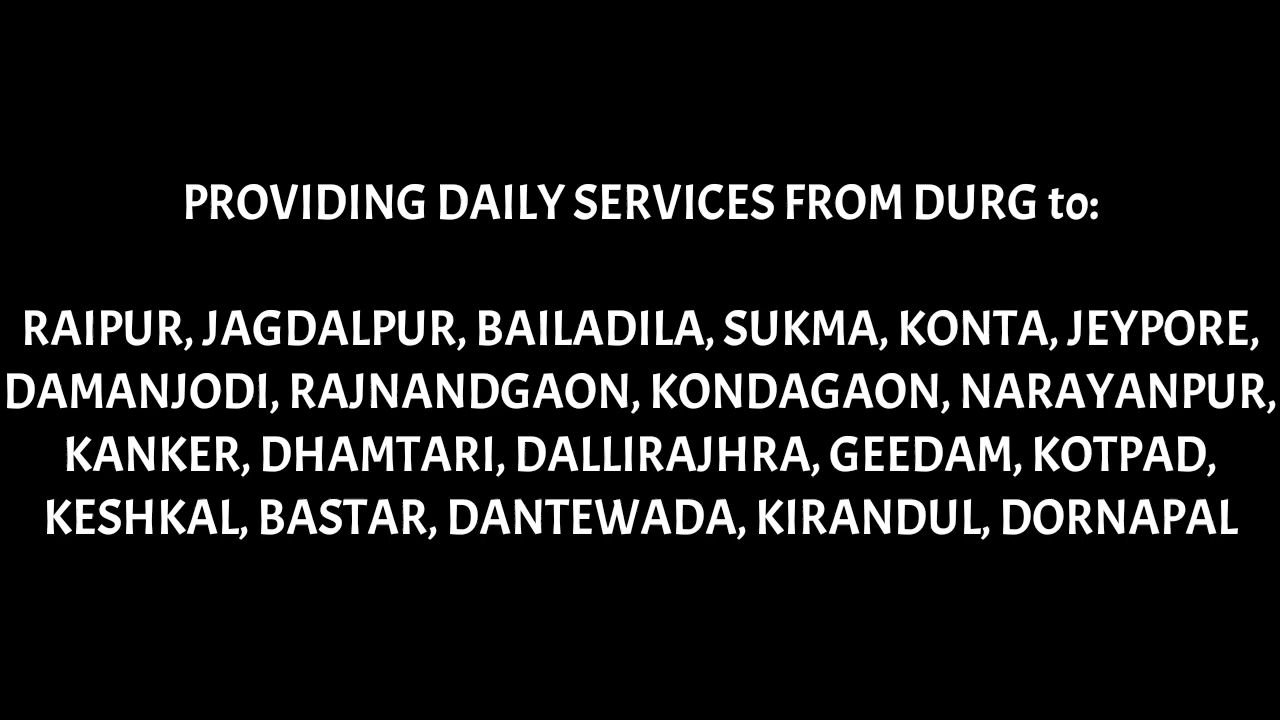 PROVIDING DAILY SERVICES FROM DURG to:
RAIPUR, JAGDALPUR, BAILADILA, SUKMA, KONTA, JEYPORE,
DAMANJODI, RAJNANDGAON, KONDAGAON, NARAYANPUR,
KANKER, DHAMTARI, DALLIRAJHRA, GEEDAM, KOTPAD,
KESHKAL, BASTAR, DANTEWADA, KIRANDUL, DORNAPAL